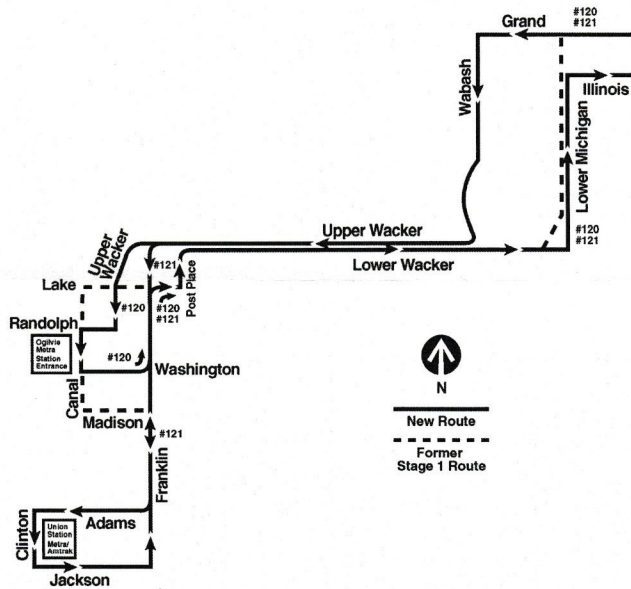 #120
#121
Grand
Wabash
Illinois
Lower Michigan
#120
#121
Upper Wacker
Lower Wacker
Upper
Wacker
#121
Post Place
Lake
#120
#120
#121
Randolph
Ogilvie
Metra
Station
Entrance
#120
Washington
Canal
Madison
#121
Franklin
Adams
Clinton
Union
Station
Metra/
Amtrak
Jackson
N
New Route
Former
Stage 1 Route